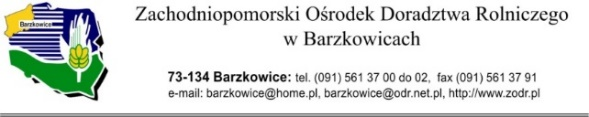 Barzkowice
Zachodniopomorski Ośrodek Doradztwa Rolniczego
w Barzkowicach
73-134 Barzkowice: tel. (091) 561 37 00 do 02, fax (091) 561 37 91
e-mail: barzkowice@home.pl, barzkowice@odr.net.pl, http://www.zodr.pl